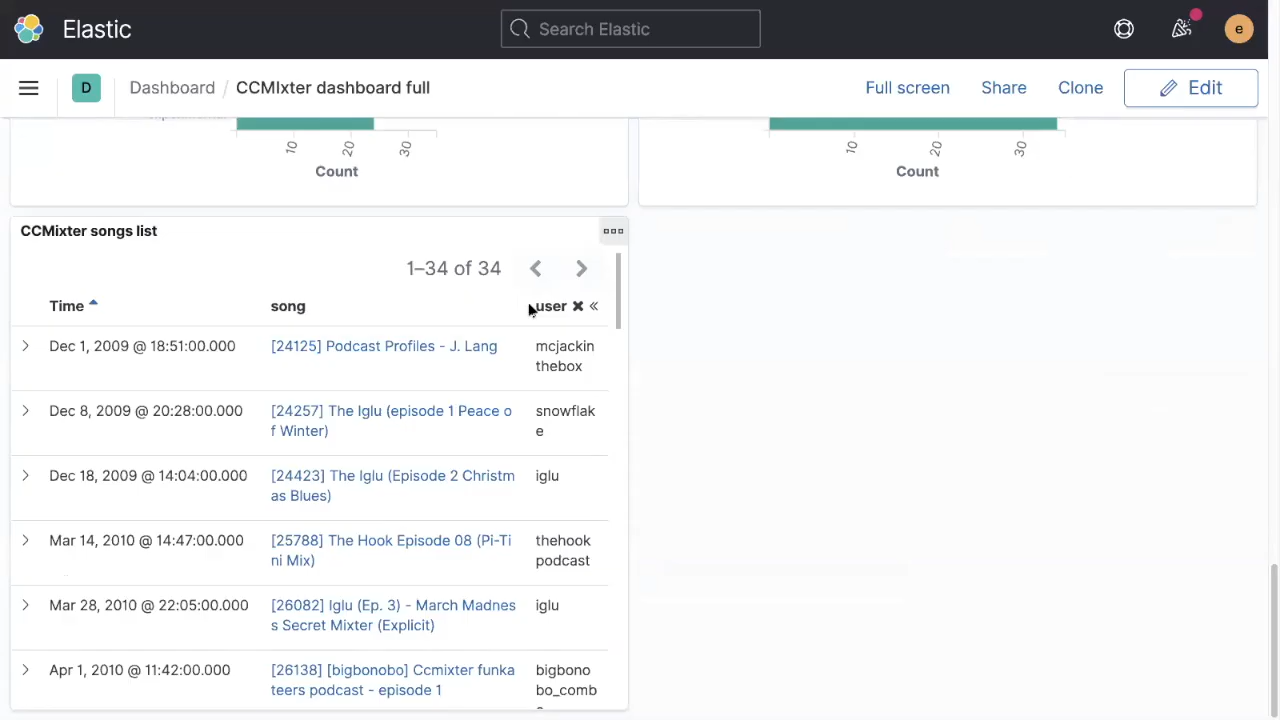 Elastic
Search Elastic
e
D
Dashboard / CCMIxter dashboard full
Full screen
Share
Clone
Edit
10
20
30
Count
10
20
30
Count
CCMixter songs list
1–34 of 34
Time
song
user
Dec 1, 2009 @ 18:51:00.000
[24125] Podcast Profiles - J. Lang
mcjackin
thebox
Dec 8, 2009 @ 20:28:00.000
[24257] The Iglu (episode 1 Peace o
f Winter)
snowflak
e
Dec 18, 2009 @ 14:04:00.000
[24423] The Iglu (Episode 2 Christm
as Blues)
iglu
Mar 14, 2010 @ 14:47:00.000
[25788] The Hook Episode 08 (Pi-Ti
ni Mix)
thehook
podcast
Mar 28, 2010 @ 22:05:00.000
[26082] Iglu (Ep. 3) - March Madnes
s Secret Mixter (Explicit)
iglu
Apr 1, 2010 @ 11:42:00.000
[26138] [bigbonobo] Ccmixter funka
teers podcast - episode 1
bigbono
bo_comb